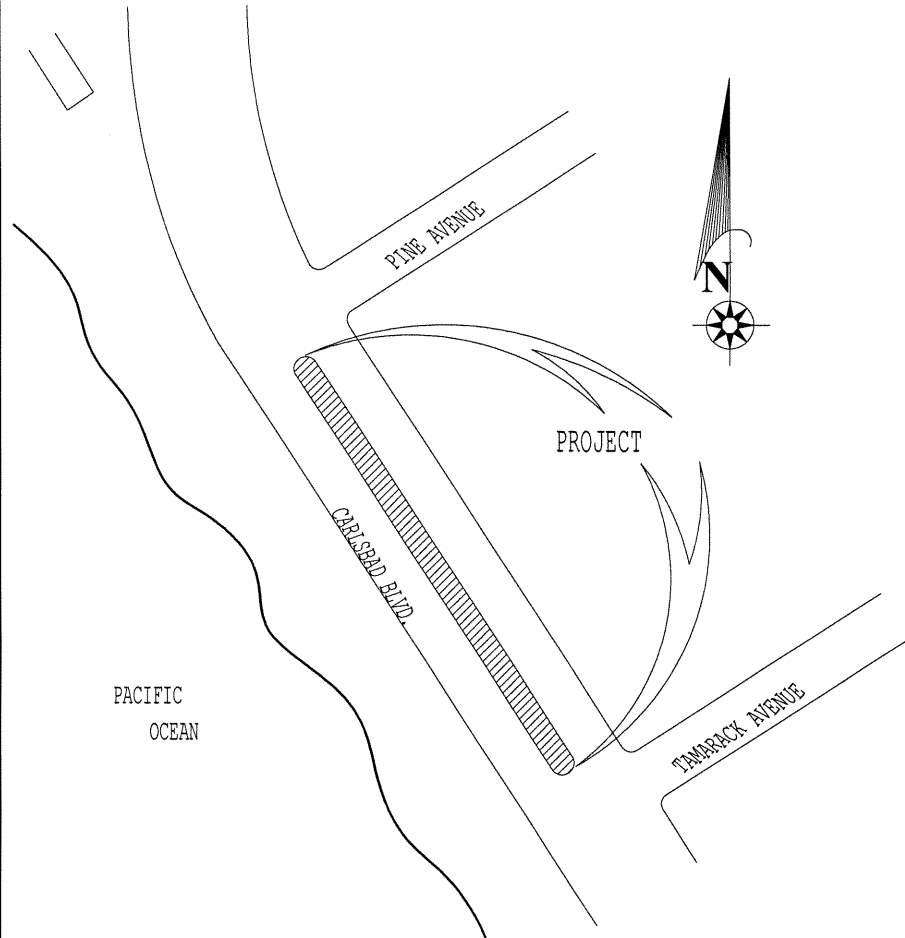 PINE AVENUE
N
PROJECT
CARLSBAD BLVD.
PACIFIC
OCEAN
TAMARACK AVENUE